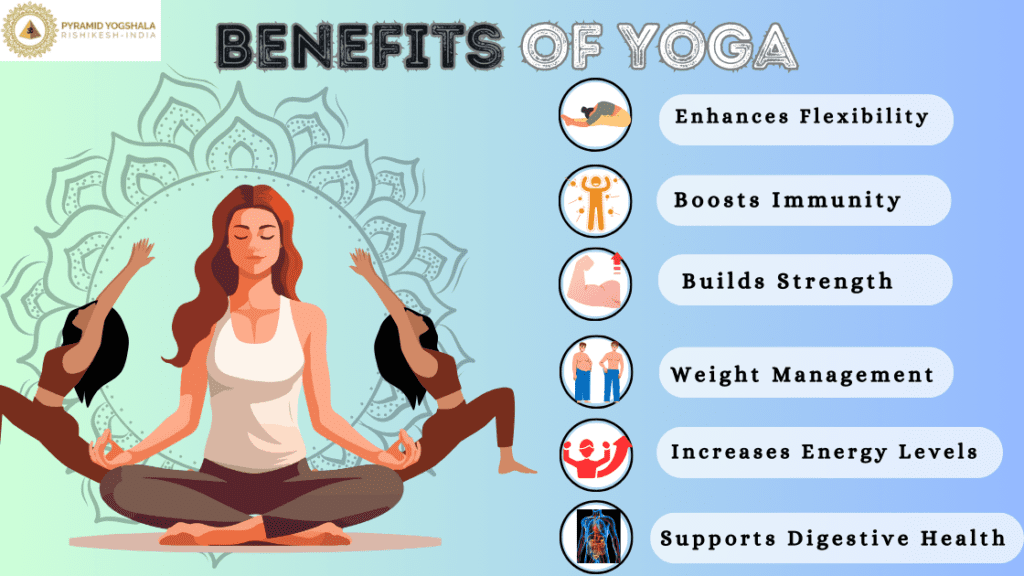 PYRAMID YOGSHALA
RISHIKESH-INDIA
BENEFITS OF YOGA
Enhances Flexibility
Boosts Immunity
Builds Strength
Weight Management
Increases Energy Levels
Supports Digestive Health